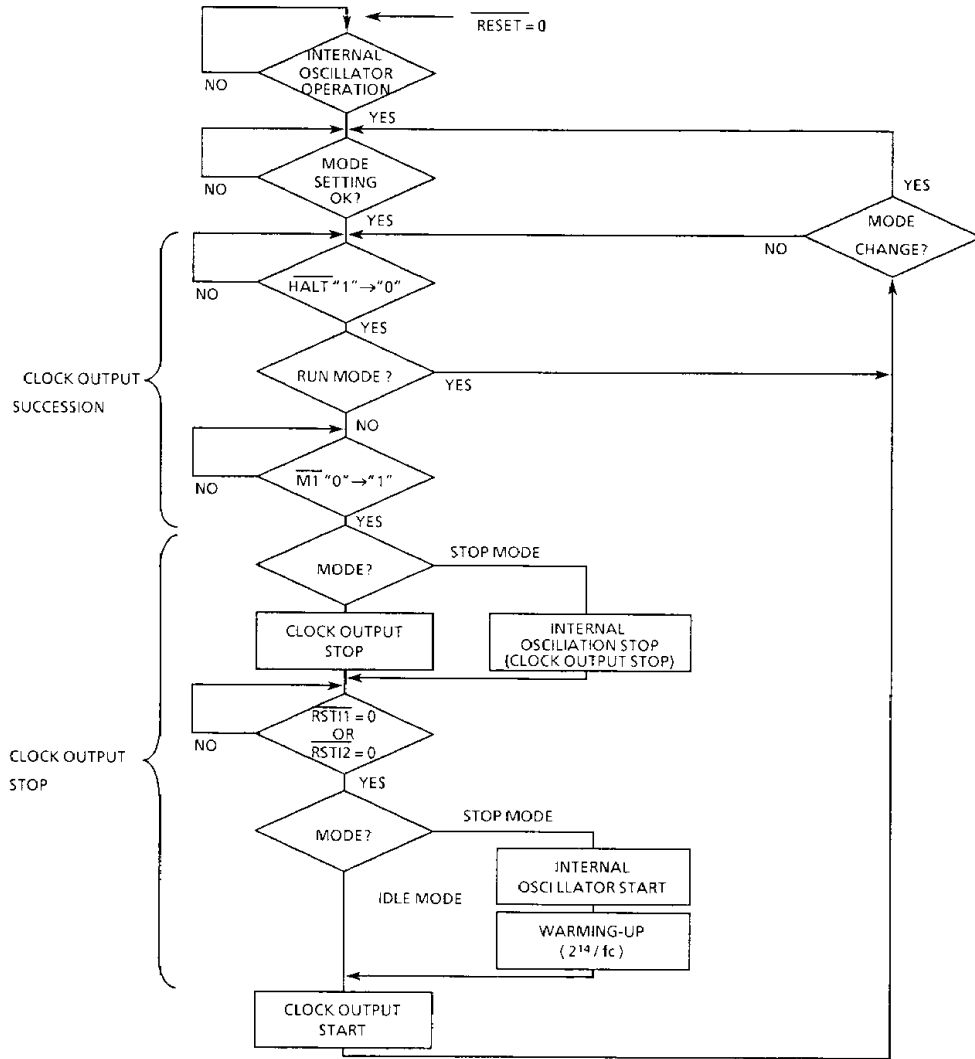 RESET = 0
INTERNAL
OSCILLATOR
OPERATION
NO
YES
MODE
SETTING
OK?
NO
YES
YES
MODE
CHANGE?
NO
HALT "1"→"0"
NO
YES
RUN MODE ?
YES
CLOCK OUTPUT
SUCCESSION
NO
M1 "0"→"1"
NO
YES
MODE?
STOP MODE
CLOCK OUTPUT
STOP
INTERNAL
OSCILIATION STOP
(CLOCK OUTPUT STOP)
RSTI1 = 0
OR
RSTI2 = 0
NO
YES
CLOCK OUTPUT
STOP
MODE?
STOP MODE
INTERNAL
OSCILLATOR START
IDLE MODE
WARMING-UP
( 2¹⁴ / fc )
CLOCK OUTPUT
START